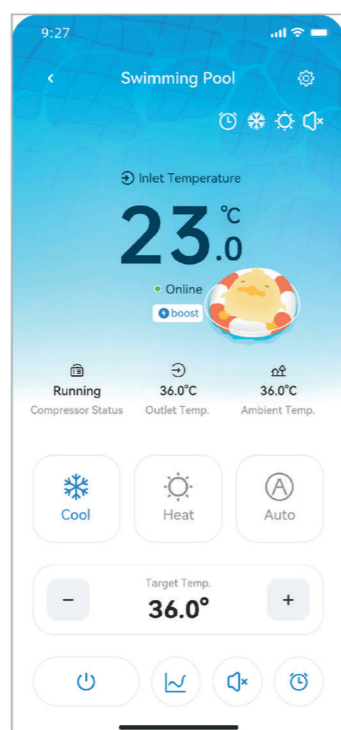 9:27
Swimming Pool
Inlet Temperature
23.0°C
Online
boost
Running 36.0°C 36.0°C
Compressor Status Outlet Temp. Ambient Temp.
Cool Heat Auto
Target Temp.
− 36.0° +